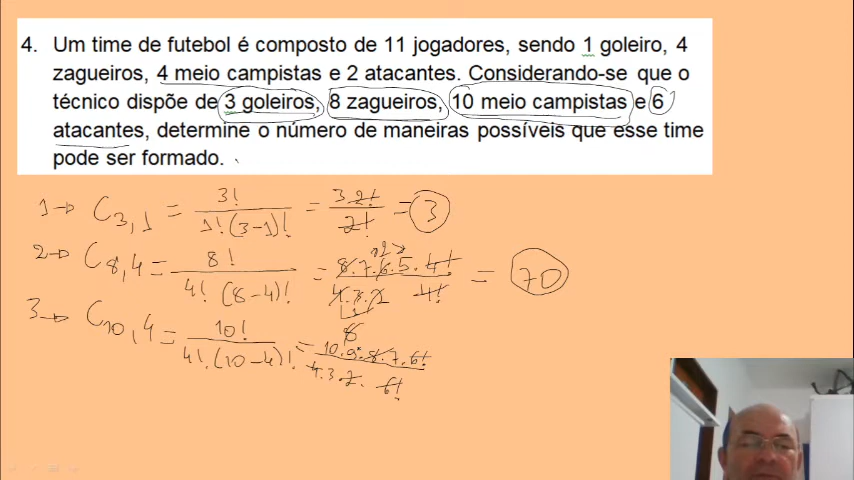 4. Um time de futebol é composto de 11 jogadores, sendo 1 goleiro, 4
zagueiros, 4 meio campistas e 2 atacantes. Considerando-se que o
técnico dispõe de 3 goleiros, 8 zagueiros, 10 meio campistas e 6
atacantes, determine o número de maneiras possíveis que esse time
pode ser formado.
1→ C3,1 = 3! / 1!(3-1)! = 3 2! / 2! = 3
2→ C8,4 = 8! / 4! (8-4)! = 8.7.6.5.4! / 4.3.2 4! = 70
3→ C10,4 = 10! / 4!.(10-4)! = 10.9.8.7.6! / 4.3.2. 6!